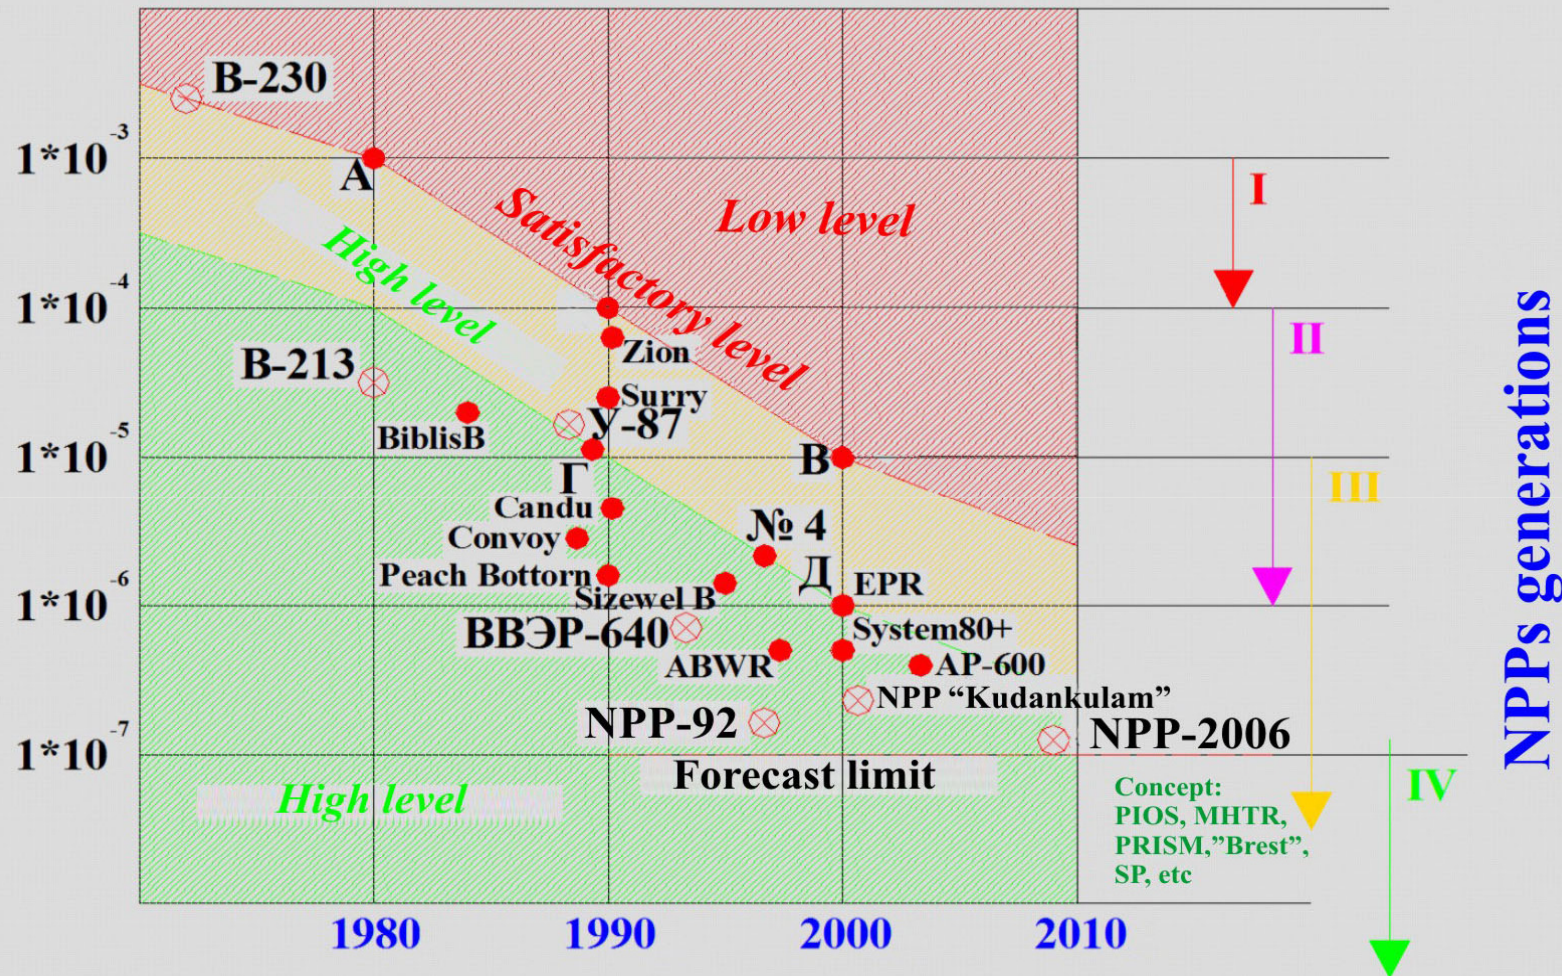 B-230
1*10 -3
A
I
Low level
Satisfactory level
High level
1*10 -4
II
Zion
B-213
Surry
У-87
BiblisB
1*10 -5
B
Г
III
Candu
№ 4
Convoy
Peach Bottorn
Д
EPR
1*10 -6
Sizewel B
ВВЭР-640
System80+
ABWR
AP-600
NPP “Kudankulam”
NPP-92
NPP-2006
1*10 -7
Forecast limit
High level
Concept:
PIOS, MHTR,
PRISM,”Brest”,
SP, etc
IV
1980
1990
2000
2010
NPPs generations